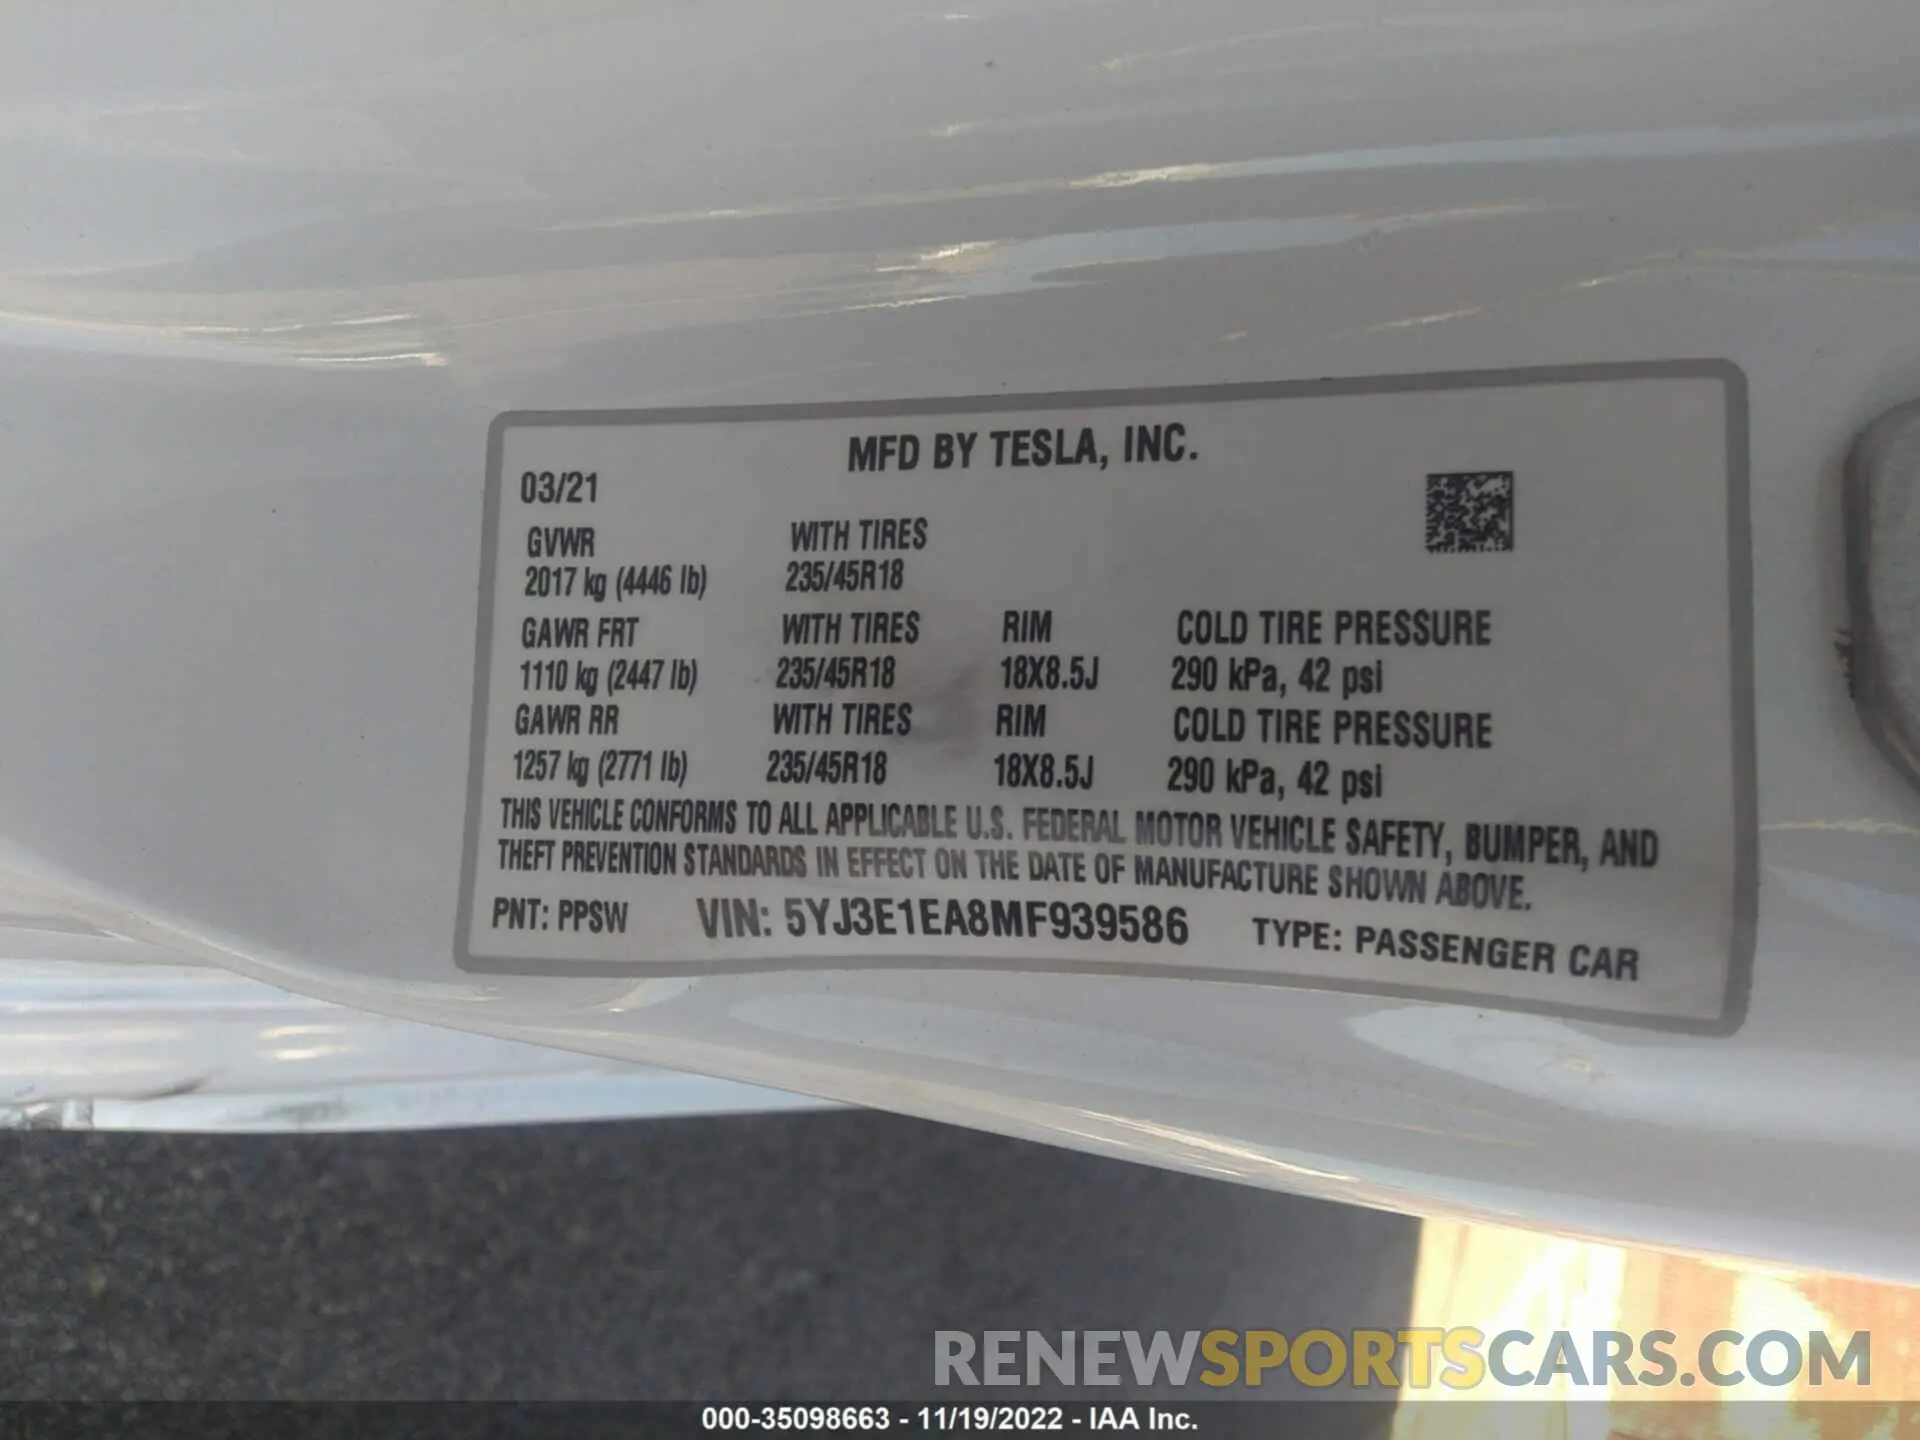 MFD BY TESLA, INC.
03/21
GVWR WITH TIRES
2017 kg (4446 lb) 235/45R18
GAWR FRT WITH TIRES RIM COLD TIRE PRESSURE
1110 kg (2447 lb) 235/45R18 18X8.5J 290 kPa, 42 psi
GAWR RR WITH TIRES RIM COLD TIRE PRESSURE
1257 kg (2771 lb) 235/45R18 18X8.5J 290 kPa, 42 psi
THIS VEHICLE CONFORMS TO ALL APPLICABLE U.S. FEDERAL MOTOR VEHICLE SAFETY, BUMPER, AND
THEFT PREVENTION STANDARDS IN EFFECT ON THE DATE OF MANUFACTURE SHOWN ABOVE.
PNT: PPSW VIN: 5YJ3E1EA8MF939586 TYPE: PASSENGER CAR
RENEWSPORTSCARS.COM
000-35098663 - 11/19/2022 - IAA Inc.